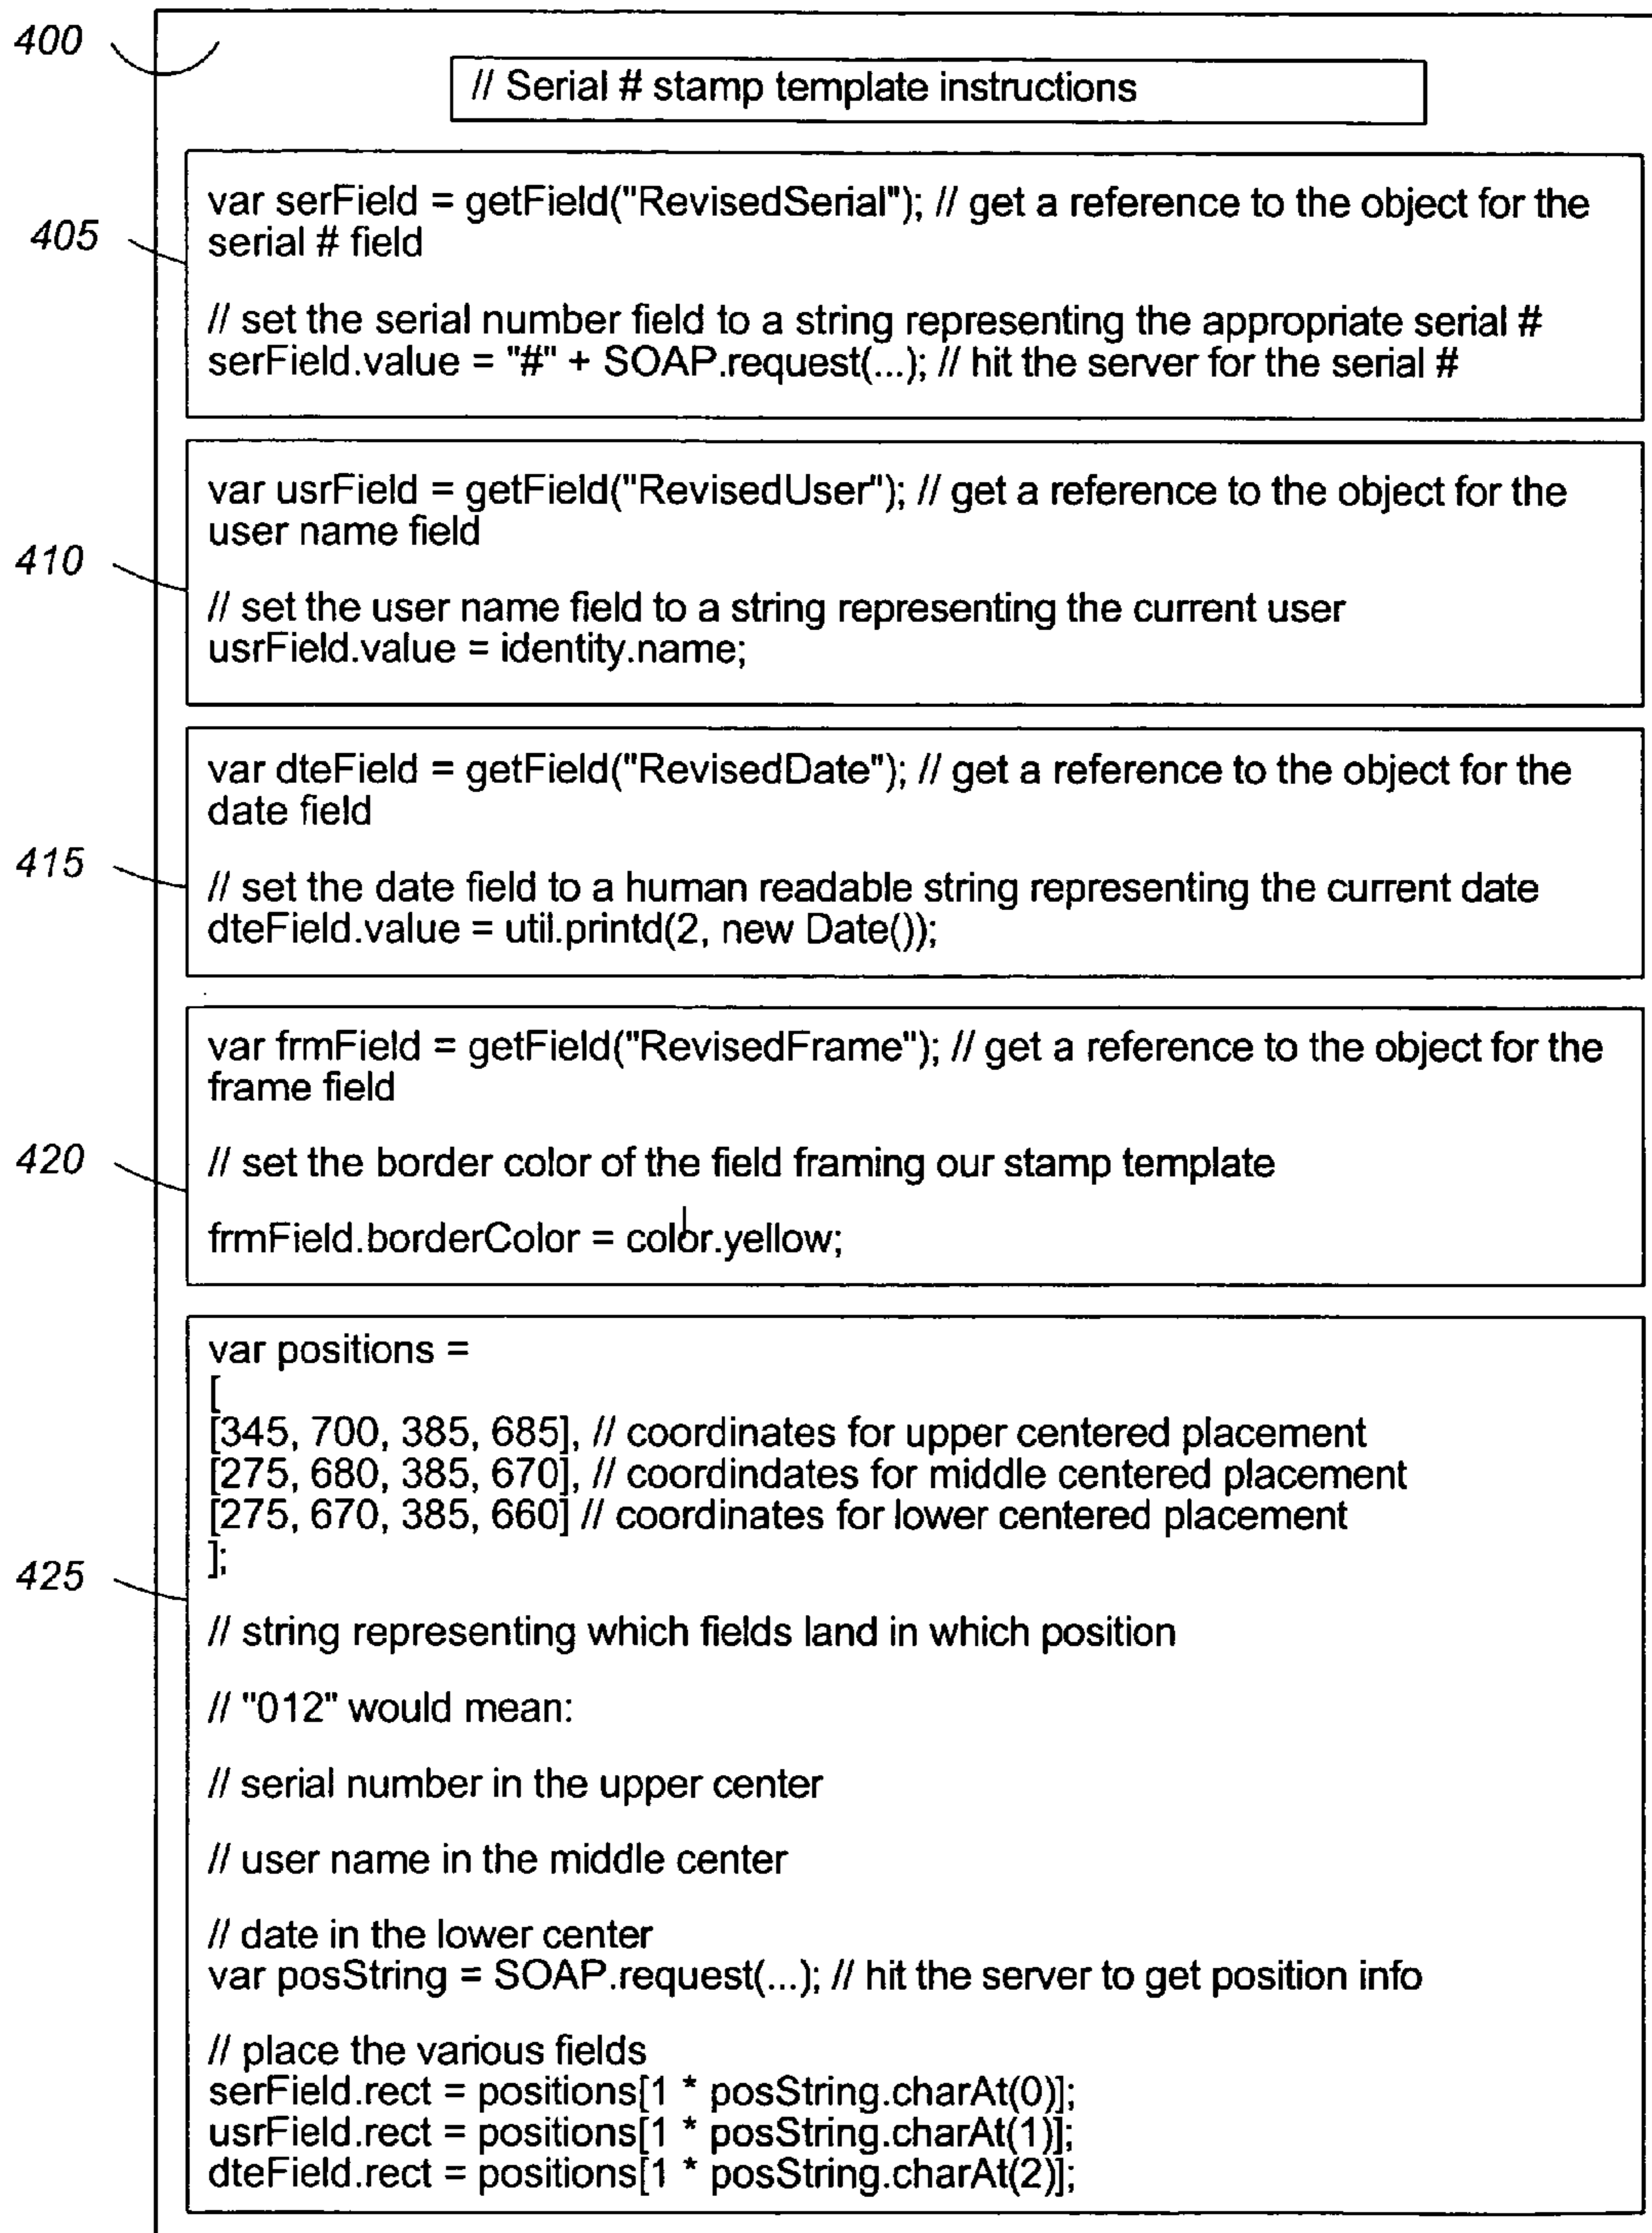 400
// Serial # stamp template instructions
405
var serField = getField("RevisedSerial"); // get a reference to the object for the
serial # field
// set the serial number field to a string representing the appropriate serial #
serField.value = "#" + SOAP.request(...); // hit the server for the serial #
410
var usrField = getField("RevisedUser"); // get a reference to the object for the
user name field
// set the user name field to a string representing the current user
usrField.value = identity.name;
415
var dteField = getField("RevisedDate"); // get a reference to the object for the
date field
// set the date field to a human readable string representing the current date
dteField.value = util.printd(2, new Date());
420
var frmField = getField("RevisedFrame"); // get a reference to the object for the
frame field
// set the border color of the field framing our stamp template
frmField.borderColor = color.yellow;
425
var positions =
[
[345, 700, 385, 685], // coordinates for upper centered placement
[275, 680, 385, 670], // coordindates for middle centered placement
[275, 670, 385, 660] // coordinates for lower centered placement
];
// string representing which fields land in which position
// "012" would mean:
// serial number in the upper center
// user name in the middle center
// date in the lower center
var posString = SOAP.request(...); // hit the server to get position info
// place the various fields
serField.rect = positions[1 * posString.charAt(0)];
usrField.rect = positions[1 * posString.charAt(1)];
dteField.rect = positions[1 * posString.charAt(2)];